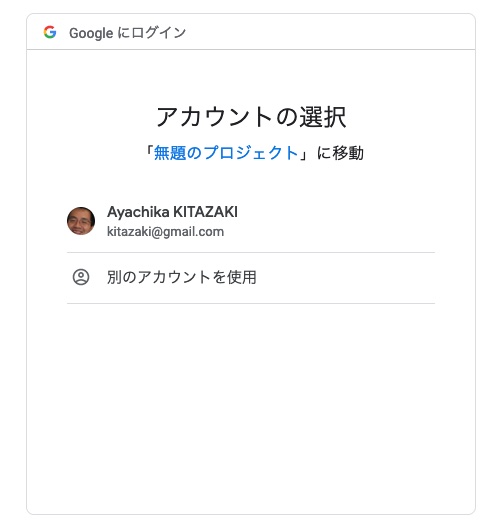 Google にログイン
アカウントの選択
「無題のプロジェクト」に移動
Ayachika KITAZAKI
kitazaki@gmail.com
別のアカウントを使用